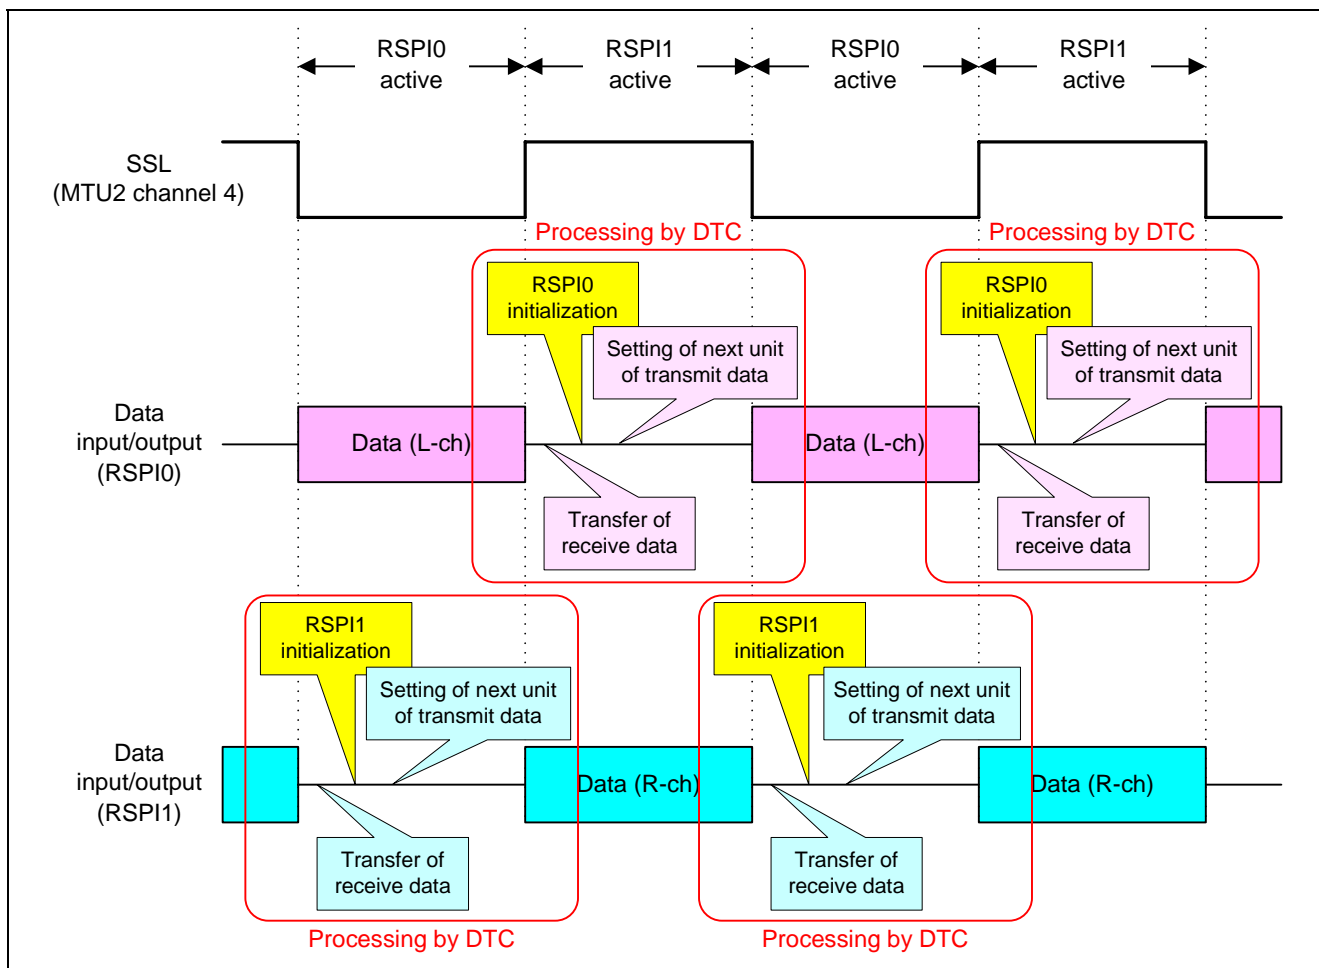 RSPI0
active
RSPI1
active
RSPI0
active
RSPI1
active
SSL
(MTU2 channel 4)
Processing by DTC
Processing by DTC
RSPI0
initialization
Setting of next unit
of transmit data
RSPI0
initialization
Setting of next unit
of transmit data
Data
input/output
(RSPI0)
Data (L-ch)
Data (L-ch)
Transfer of
receive data
Transfer of
receive data
RSPI1
initialization
Setting of next unit
of transmit data
RSPI1
initialization
Setting of next unit
of transmit data
Data
input/output
(RSPI1)
Data (R-ch)
Data (R-ch)
Transfer of
receive data
Transfer of
receive data
Processing by DTC
Processing by DTC